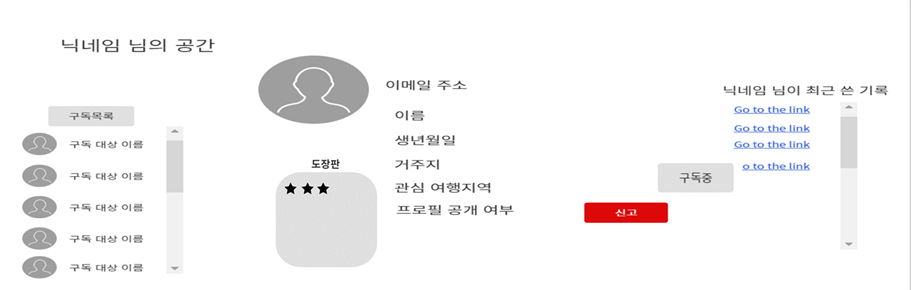 닉네임 님의 공간
구독목록
구독 대상 이름
구독 대상 이름
구독 대상 이름
구독 대상 이름
구독 대상 이름
도장판
이메일 주소
이름
생년월일
거주지
관심 여행지역
프로필 공개 여부
신고
구독중
닉네임 님이 최근 쓴 기록
Go to the link
Go to the link
Go to the link
o to the link